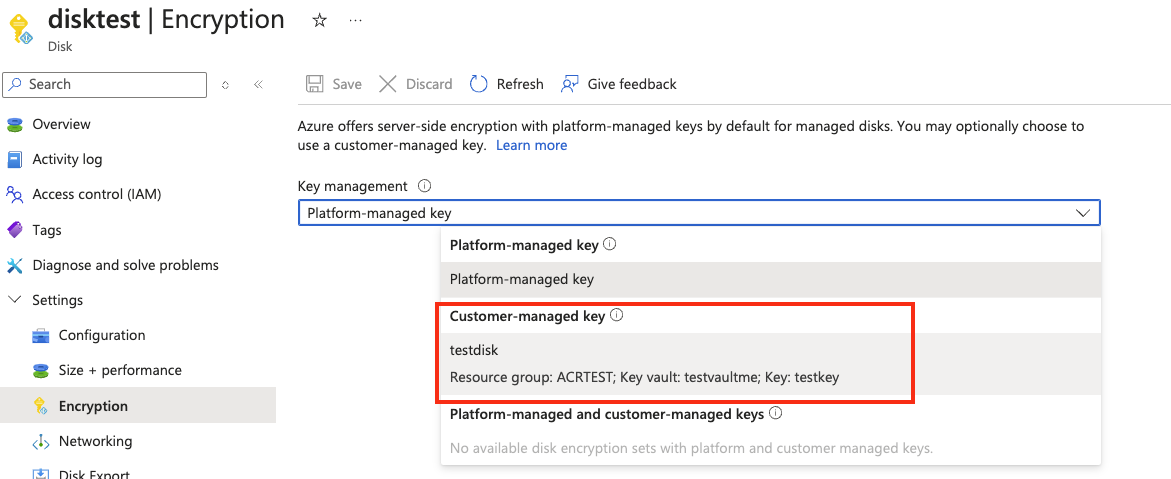 disktest | Encryption
Disk
Search
Save Discard Refresh Give feedback
Overview
Activity log
Access control (IAM)
Tags
Diagnose and solve problems
Settings
Configuration
Size + performance
Encryption
Networking
Disk Export
Azure offers server-side encryption with platform-managed keys by default for managed disks. You may optionally choose to
use a customer-managed key. Learn more
Key management
Platform-managed key
Platform-managed key
Platform-managed key
Customer-managed key
testdisk
Resource group: ACRTEST; Key vault: testvaultme; Key: testkey
Platform-managed and customer-managed keys
No available disk encryption sets with platform and customer managed keys.